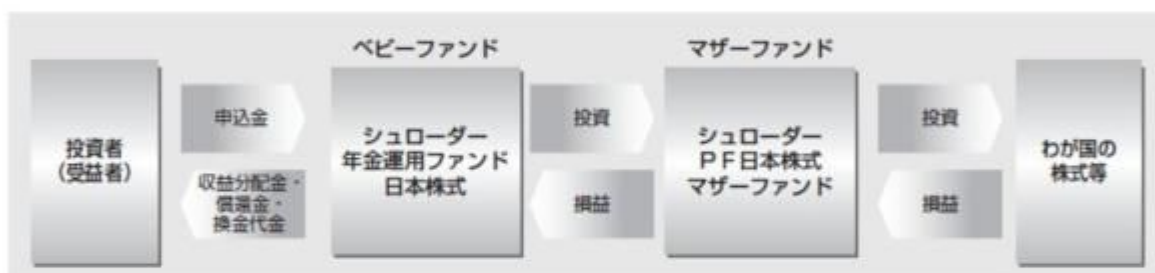 ベビーファンド
マザーファンド
投資者
(受益者)
申込金
収益分配金・
償還金・
換金代金
シュローダー
年金運用ファンド
日本株式
投資
損益
シュローダー
PF日本株式
マザーファンド
投資
損益
わが国の
株式等